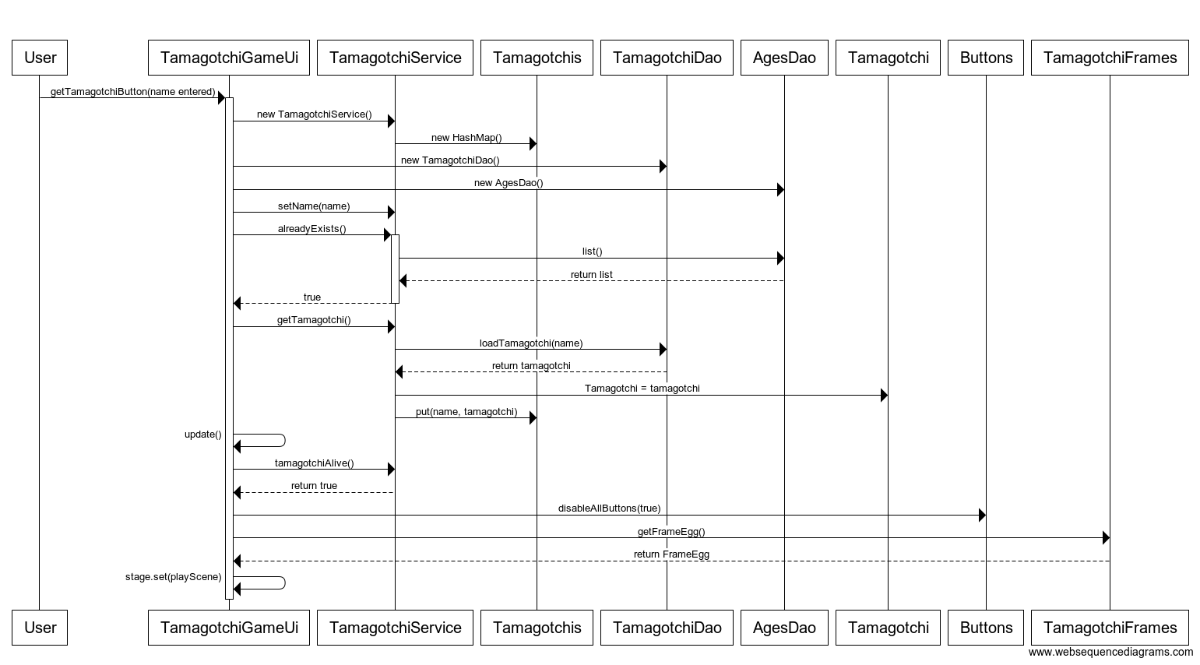 User TamagotchiGameUi TamagotchiService Tamagotchis TamagotchiDao AgesDao Tamagotchi Buttons TamagotchiFrames
getTamagotchiButton(name entered)
new TamagotchiService()
new HashMap()
new TamagotchiDao()
new AgesDao()
setName(name)
alreadyExists()
list()
return list
true
getTamagotchi()
loadTamagotchi(name)
return tamagotchi
Tamagotchi = tamagotchi
put(name, tamagotchi)
update()
tamagotchiAlive()
return true
disableAllButtons(true)
getFrameEgg()
return FrameEgg
stage.set(playScene)
User TamagotchiGameUi TamagotchiService Tamagotchis TamagotchiDao AgesDao Tamagotchi Buttons TamagotchiFrames
www.websequencediagrams.com